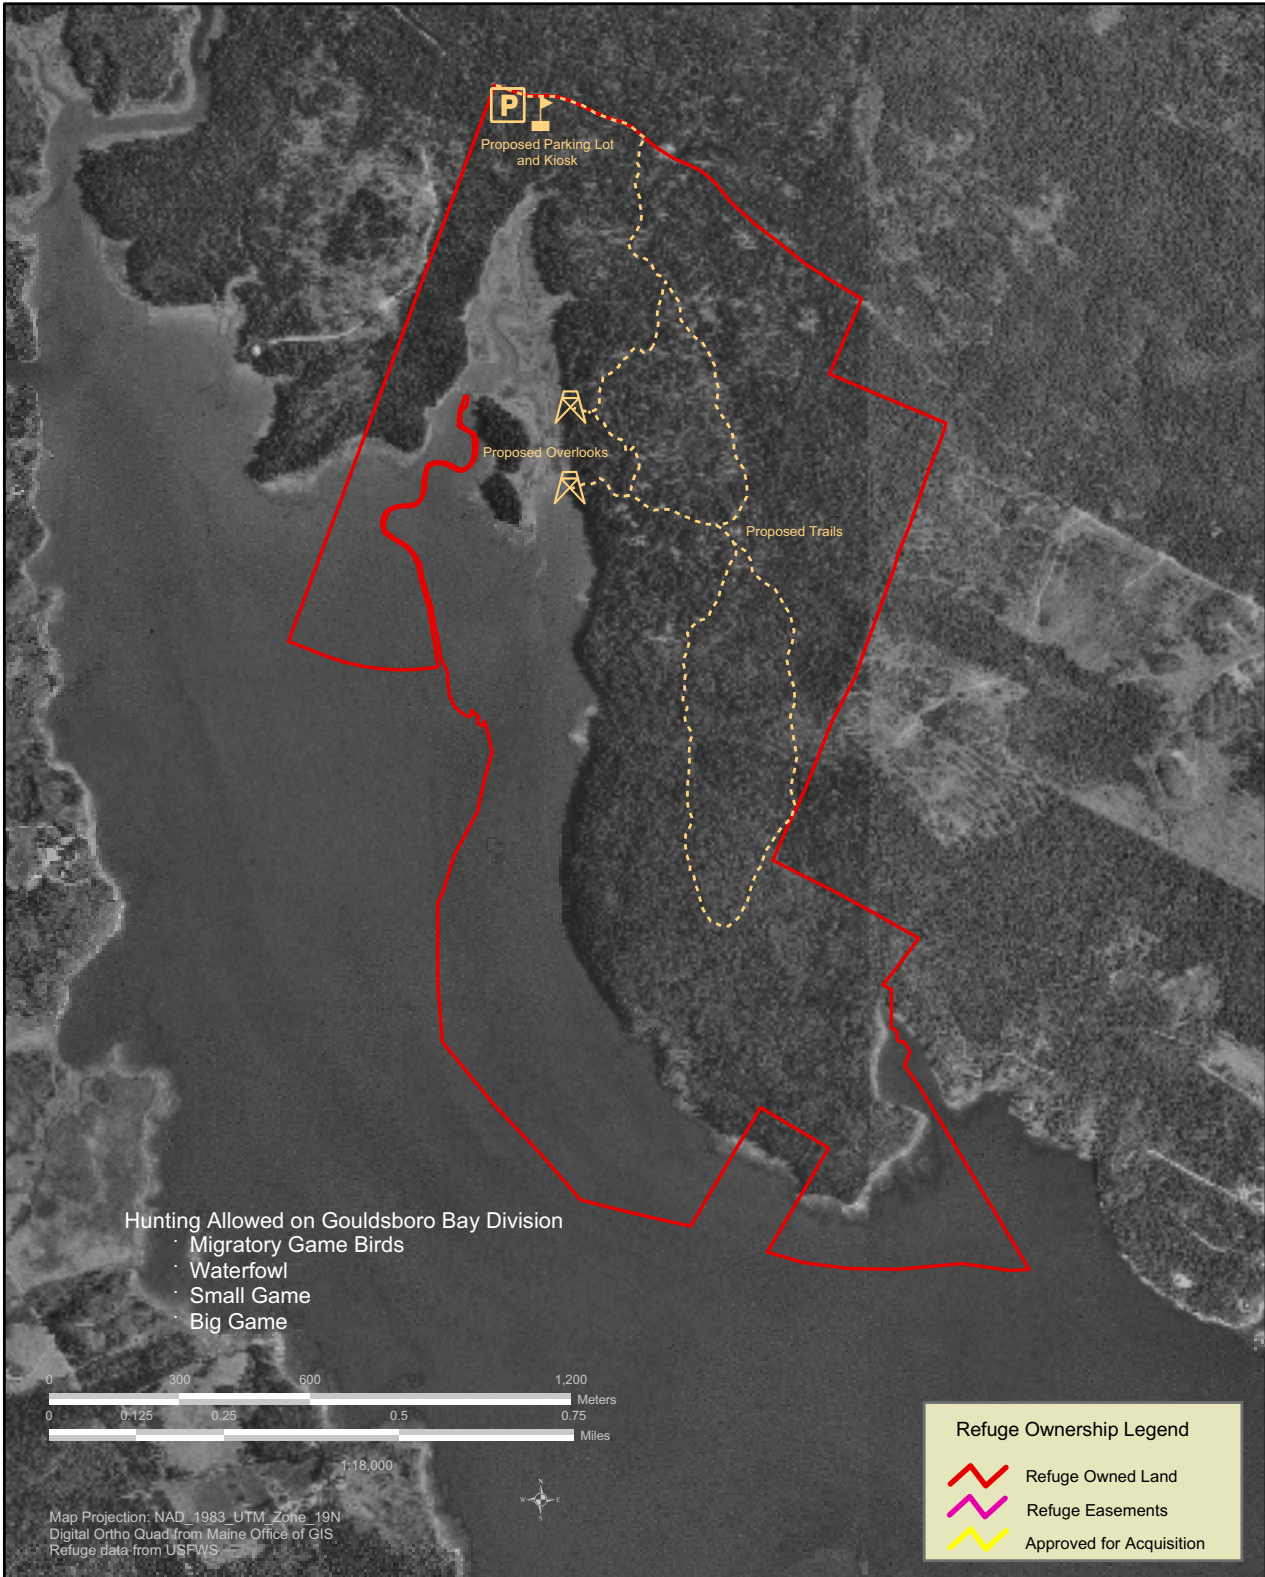 P
Proposed Parking Lot
and Kiosk
Proposed Overlooks
Proposed Trails
Hunting Allowed on Gouldsboro Bay Division
· Migratory Game Birds
· Waterfowl
· Small Game
· Big Game
0 300 600 1,200
Meters
0 0.125 0.25 0.5 0.75
Miles
1:18,000
N
W E
S
Map Projection: NAD_1983_UTM_Zone_19N
Digital Ortho Quad from Maine Office of GIS
Refuge data from USFWS
Refuge Ownership Legend
Refuge Owned Land
Refuge Easements
Approved for Acquisition